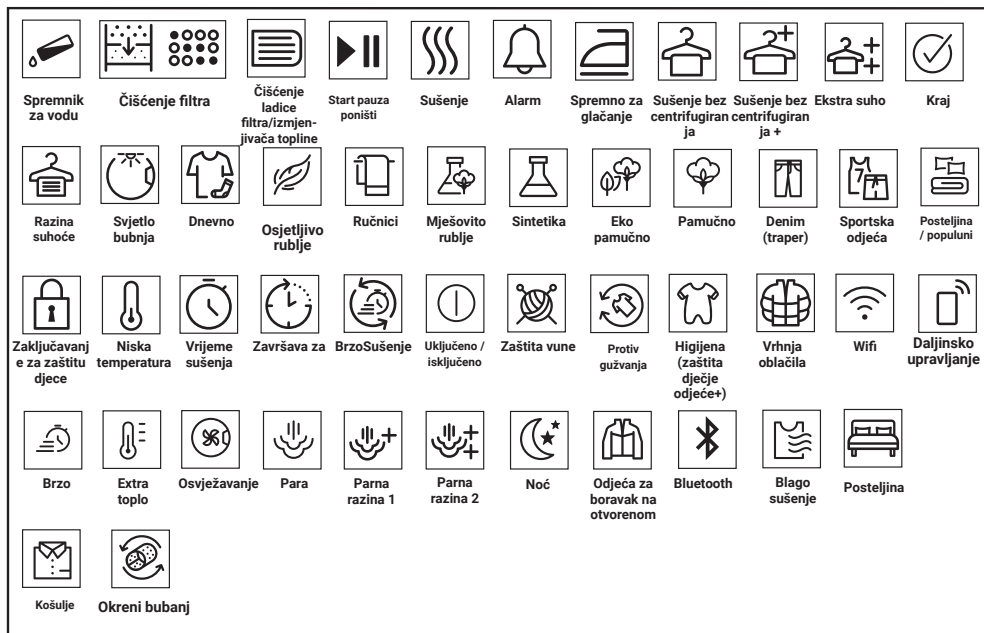 Spremnik
za vodu
Čišćenje filtra
Čišćenje
ladice
filtra/izmjen-
jivača topline
Start pauza
poništi
Sušenje
Alarm
Spremno za
glačanje
Sušenje bez
centrifugiran
ja
Sušenje bez
centrifugiran
ja +
Ekstra suho
Kraj
Razina
suhoće
Svjetlo
bubnja
Dnevno
Osjetljivo
rublje
Ručnici
Mješovito
rublje
Sintetika
Eko
pamučno
Pamučno
Denim
(traper)
7
Sportska
odjeća
Posteljina
/ populuni
Zaključavanj
e za zaštitu
djece
Niska
temperatura
Vrijeme
sušenja
Završava za
BrzoSušenje
Uključeno /
isključeno
Zaštita vune
Protiv
gužvanja
Higijena
(zaštita
dječje
odjeće+)
Vrhnja
oblačila
Wifi
Daljinsko
upravljanje
Brzo
Extra
toplo
Osvježavanje
Para
Parna
razina 1
Parna
razina 2
Noć
Odjeća za
boravak na
otvorenom
Bluetooth
Blago
sušenje
Posteljina
Košulje
Okreni bubanj